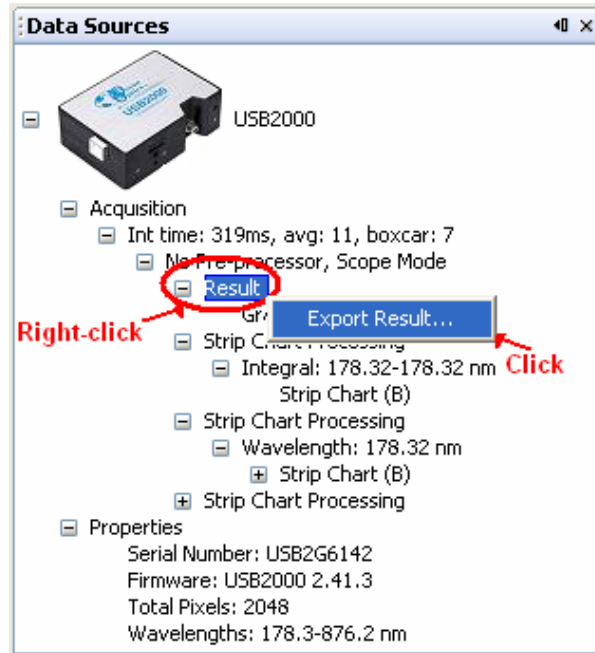 Data Sources
USB2000
USB2000
Acquisition
Int time: 319ms, avg: 11, boxcar: 7
No Pre-processor, Scope Mode
Result
Export Result...
Right-click
Click
Strip Chart Processing
Integral: 178.32-178.32 nm
Strip Chart (B)
Strip Chart Processing
Wavelength: 178.32 nm
Strip Chart (B)
Strip Chart Processing
Properties
Serial Number: USB2G6142
Firmware: USB2000 2.41.3
Total Pixels: 2048
Wavelengths: 178.3-876.2 nm